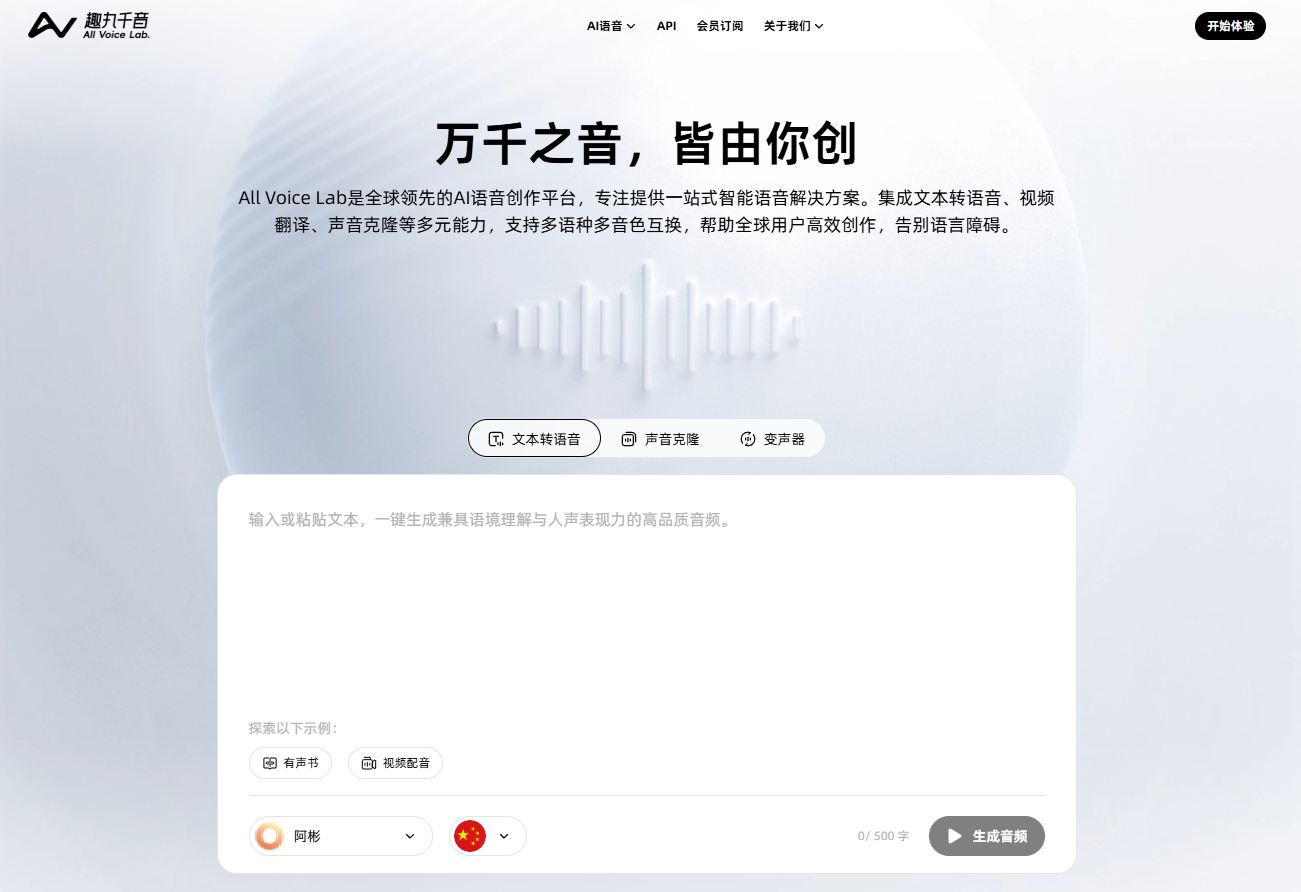 趣丸千音
All Voice Lab.
AI语音
API
会员订阅
关于我们
开始体验
万千之音，皆由你创
All Voice Lab是全球领先的AI语音创作平台，专注提供一站式智能语音解决方案。集成文本转语音、视频
翻译、声音克隆等多元能力，支持多语种多音色互换，帮助全球用户高效创作，告别语言障碍。
文本转语音
声音克隆
变声器
输入或粘贴文本，一键生成兼具语境理解与人声表现力的高品质音频。
探索以下示例：
有声书
视频配音
阿彬
0/ 500 字
生成音频